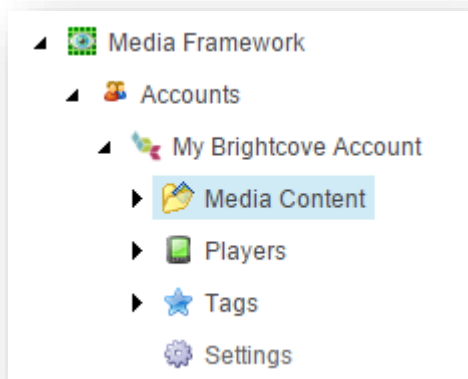 Media Framework
Accounts
My Brightcove Account
Media Content
Players
Tags
Settings